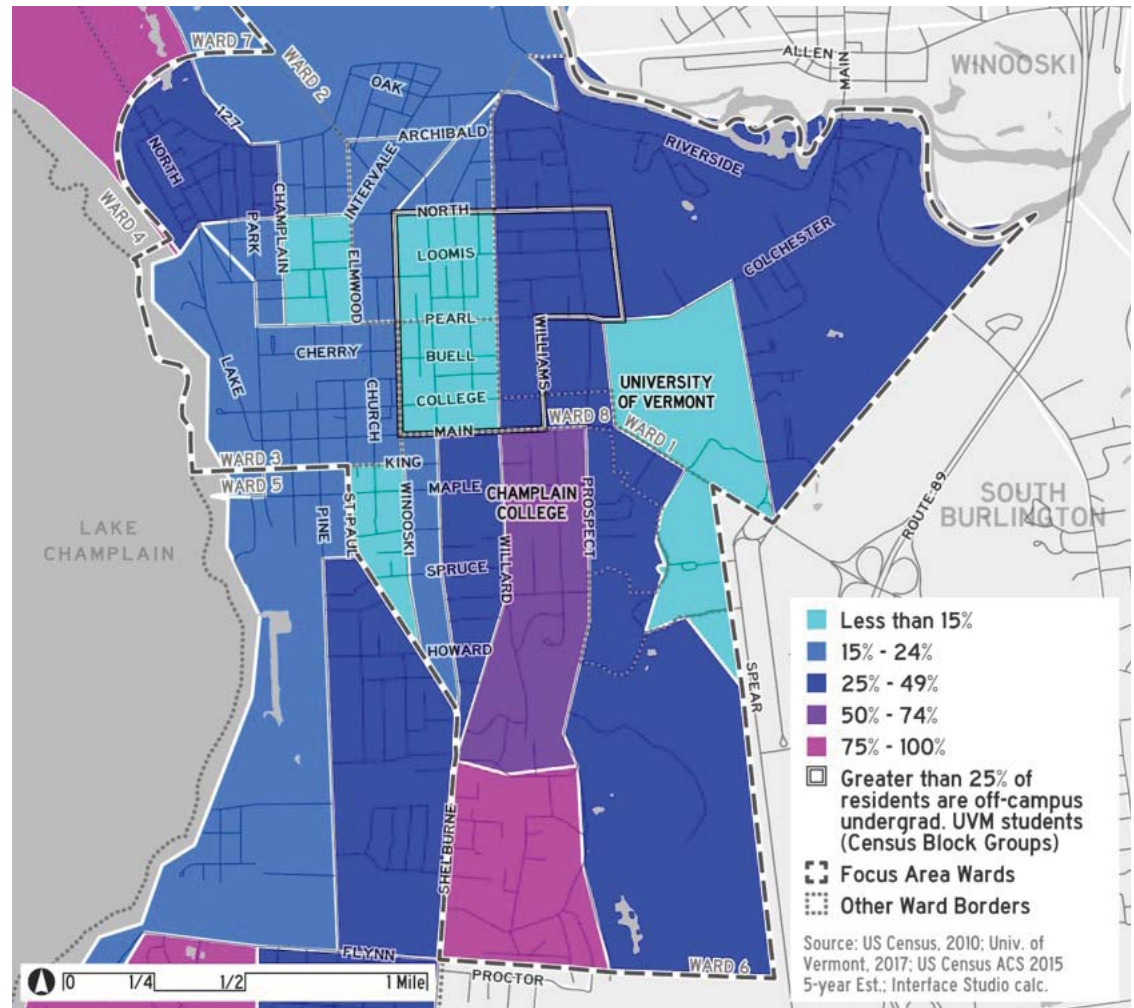 WARD 7
WARD 2
OAK
ALLEN
MAIN
WINOOSKI
127
NORTH
ARCHIBALD
INTERVALE
RIVERSIDE
WARD 4
PARK
CHAMPLAIN
ELMWOOD
NORTH
LOOMIS
COLCHESTER
PEARL
CHERRY
BUELL
WILLIAMS
LAKE
CHURCH
COLLEGE
UNIVERSITY
OF VERMONT
MAIN
WARD 8
WARD 1
WARD 3
WARD 5
KING
MAPLE
WINOOSKI
CHAMPLAIN
COLLEGE
PROSPECT
SOUTH
BURLINGTON
ROUTE-89
LAKE
CHAMPLAIN
PINE
ST PAUL
SPRUCE
WILLARD
HOWARD
SPEAR
SHELBURNE
FLYNN
PROCTOR
WARD 6
Less than 15%
15% - 24%
25% - 49%
50% - 74%
75% - 100%
Greater than 25% of
residents are off-campus
undergrad. UVM students
(Census Block Groups)
Focus Area Wards
Other Ward Borders
Source: US Census, 2010; Univ. of
Vermont, 2017; US Census ACS 2015
5-year Est.; Interface Studio calc.
0 1/4 1/2 1 Mile